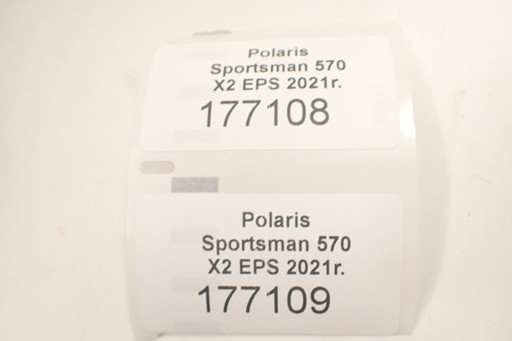 Polaris
Sportsman 570
X2 EPS 2021r.
177108
Polaris
Sportsman 570
X2 EPS 2021r.
177109